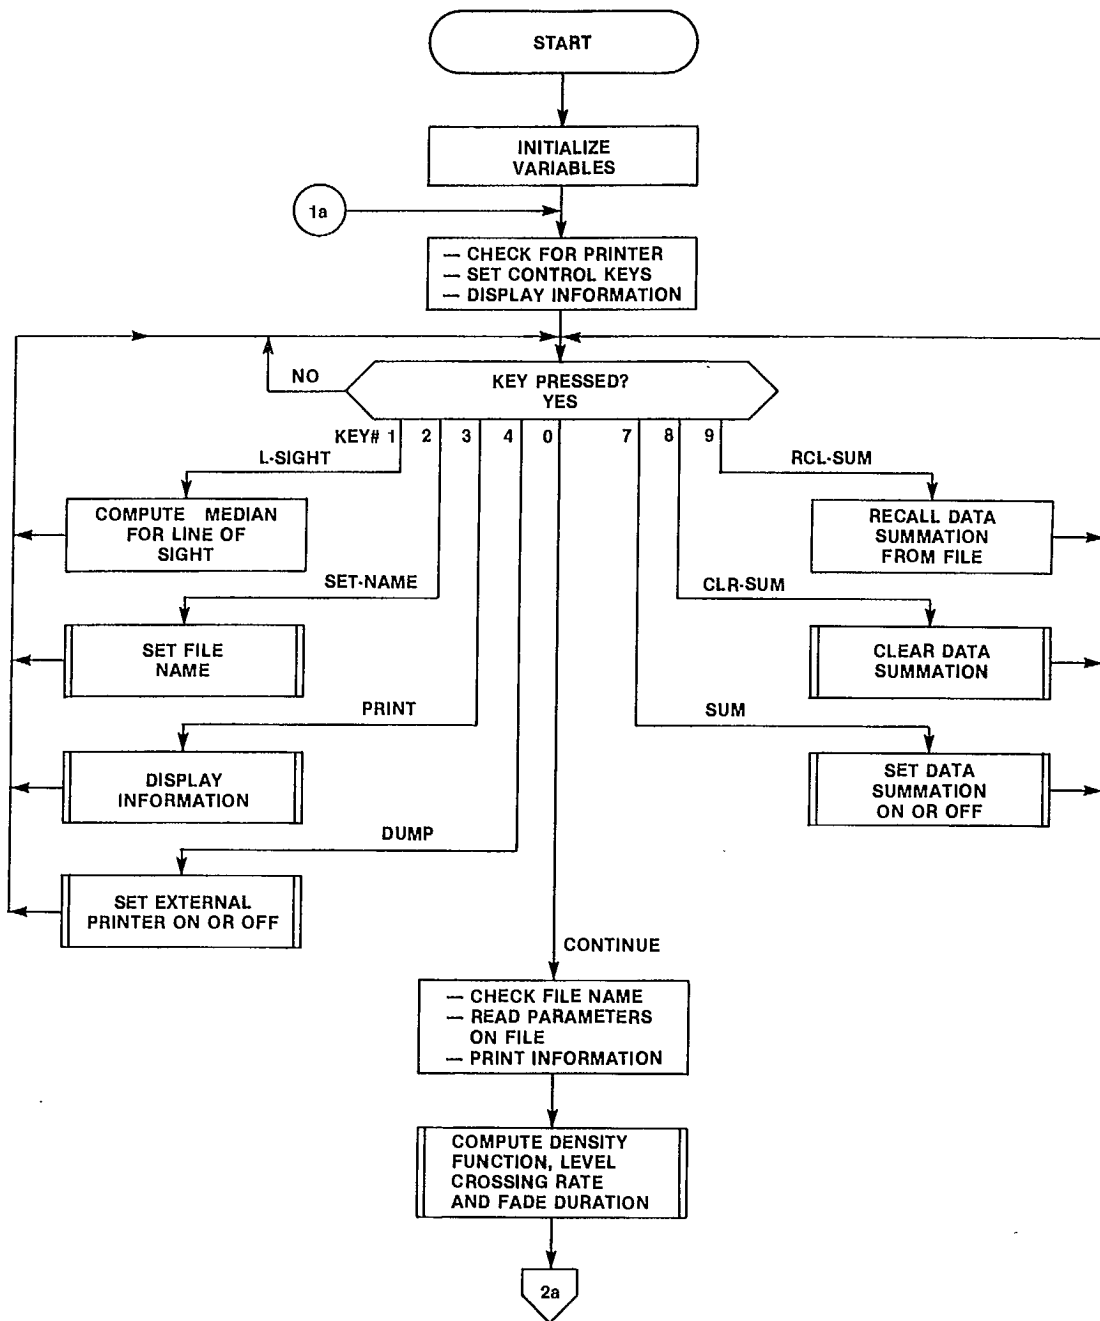 START
INITIALIZE
VARIABLES
1a
— CHECK FOR PRINTER
— SET CONTROL KEYS
— DISPLAY INFORMATION
NO
KEY PRESSED?
YES
KEY# 1 2 3 4 0 7 8 9
L-SIGHT
RCL-SUM
COMPUTE MEDIAN
FOR LINE OF
SIGHT
RECALL DATA
SUMMATION
FROM FILE
SET-NAME
CLR-SUM
SET FILE
NAME
CLEAR DATA
SUMMATION
PRINT
SUM
DISPLAY
INFORMATION
SET DATA
SUMMATION
ON OR OFF
DUMP
SET EXTERNAL
PRINTER ON OR OFF
CONTINUE
— CHECK FILE NAME
— READ PARAMETERS
ON FILE
— PRINT INFORMATION
COMPUTE DENSITY
FUNCTION, LEVEL
CROSSING RATE
AND FADE DURATION
2a